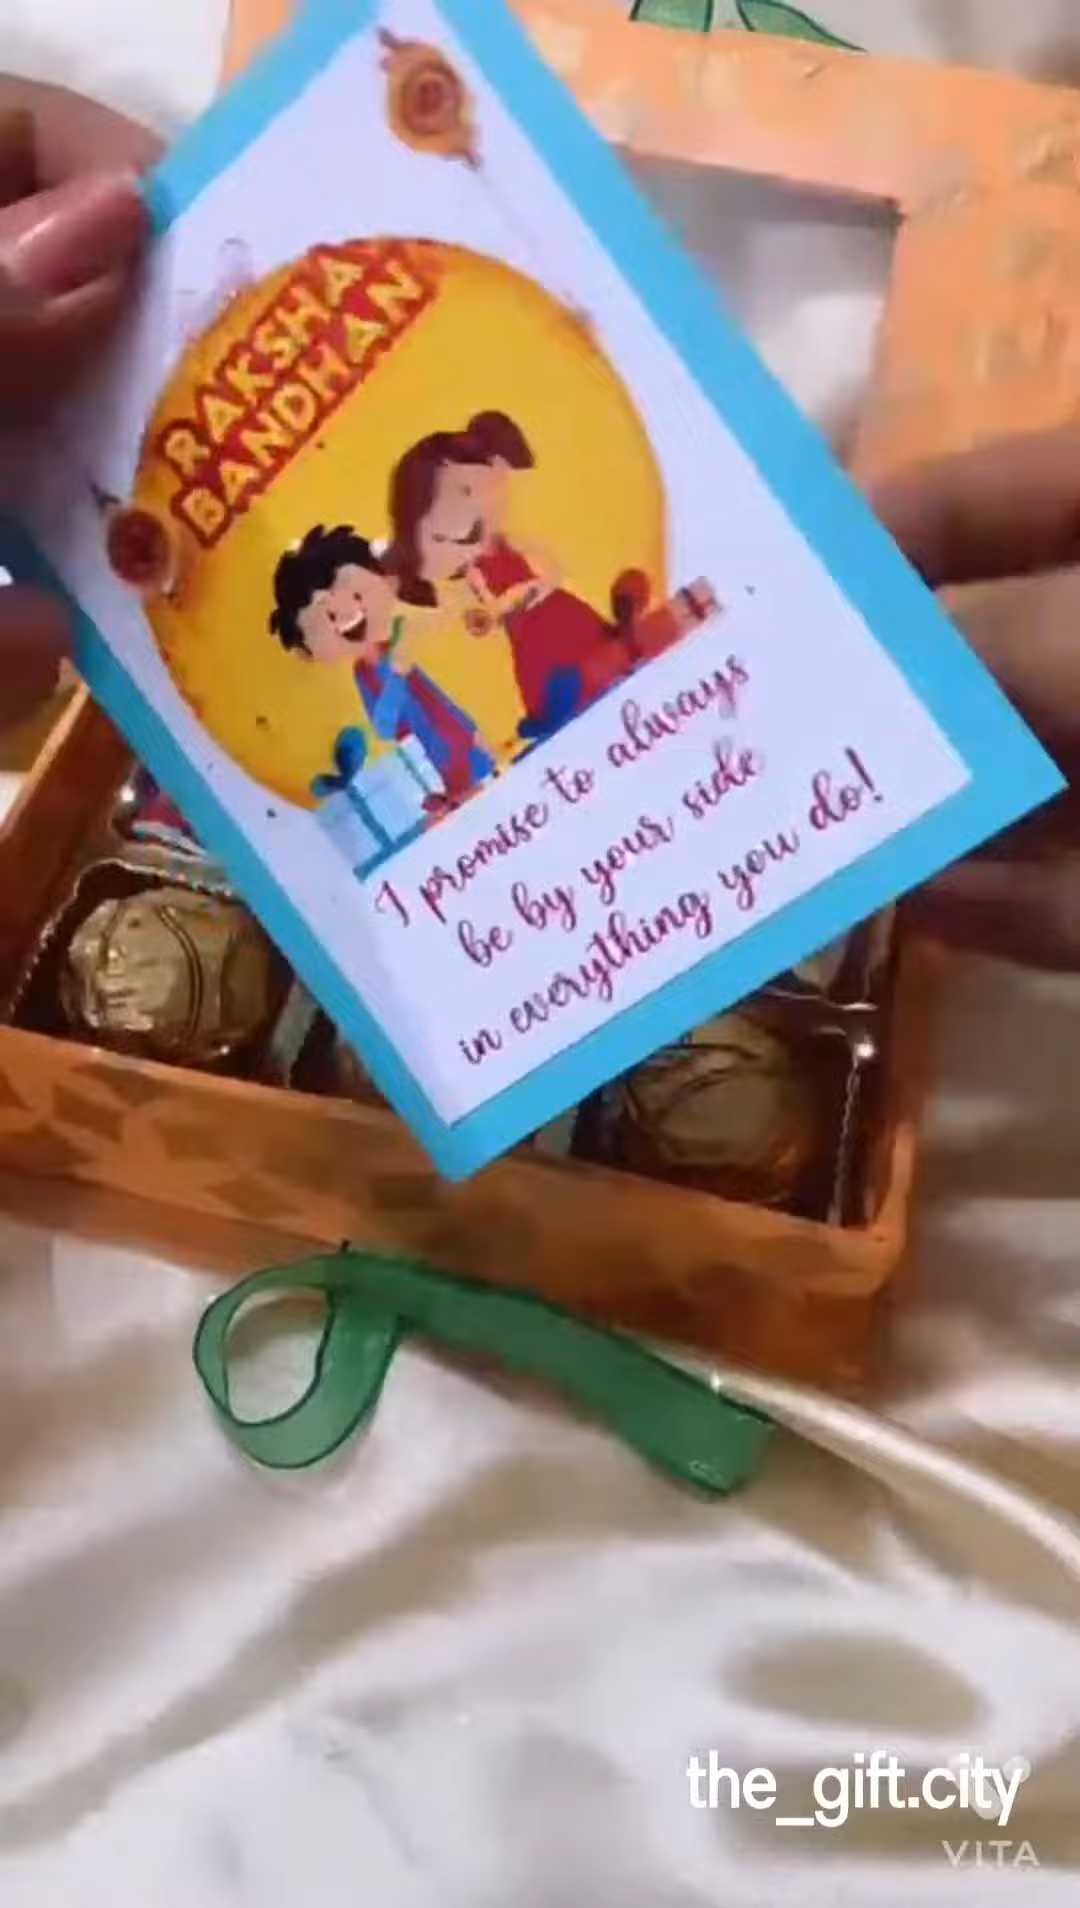 RAKSHA
BANDHAN
I promise to always
be by your side
in everything you do!
the_gift.city
VITA